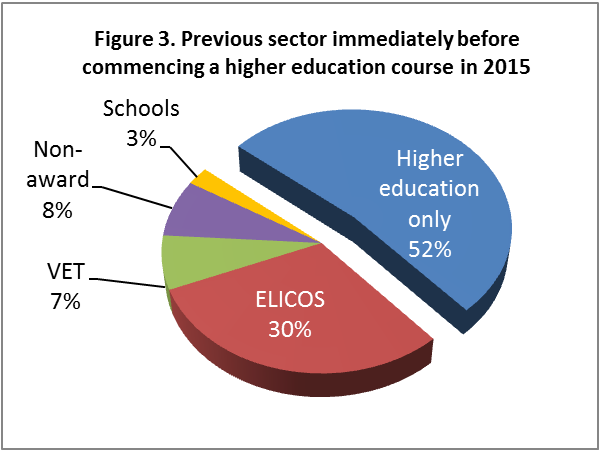 Figure 3. Previous sector immediately before
commencing a higher education course in 2015
Schools
3%
Non-
award
8%
VET
7%
ELICOS
30%
Higher
education
only
52%